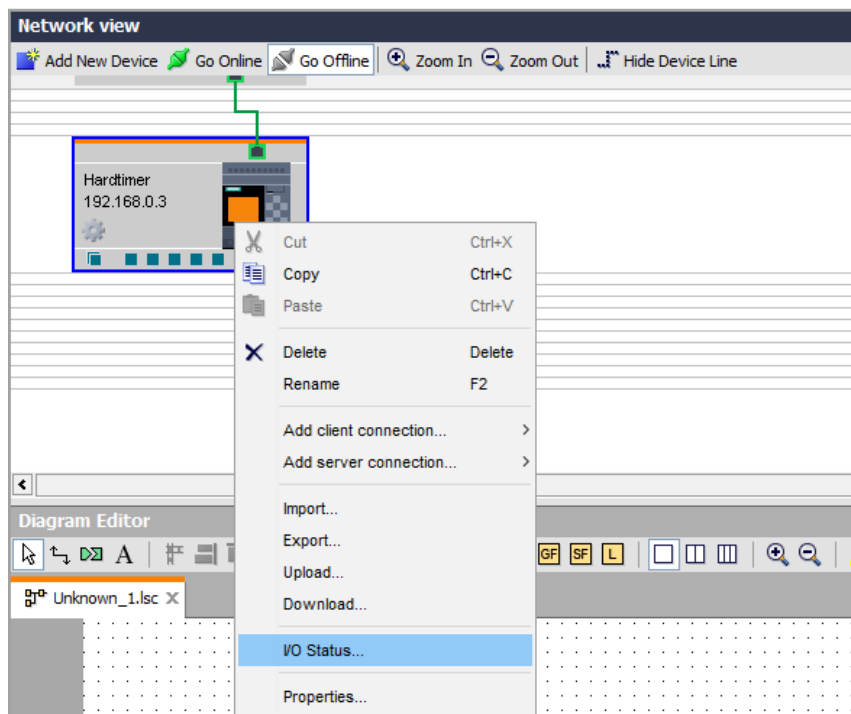 Network view
Add New Device Go Online Go Offline Zoom In Zoom Out Hide Device Line
Hardtimer
192.168.0.3
Cut Ctrl+X
Copy Ctrl+C
Paste Ctrl+V
Delete Delete
Rename F2
Add client connection...
Add server connection...
Import...
Export...
Upload...
Download...
I/O Status...
Properties...
Diagram Editor
A GF SF L
Unknown_1.lsc